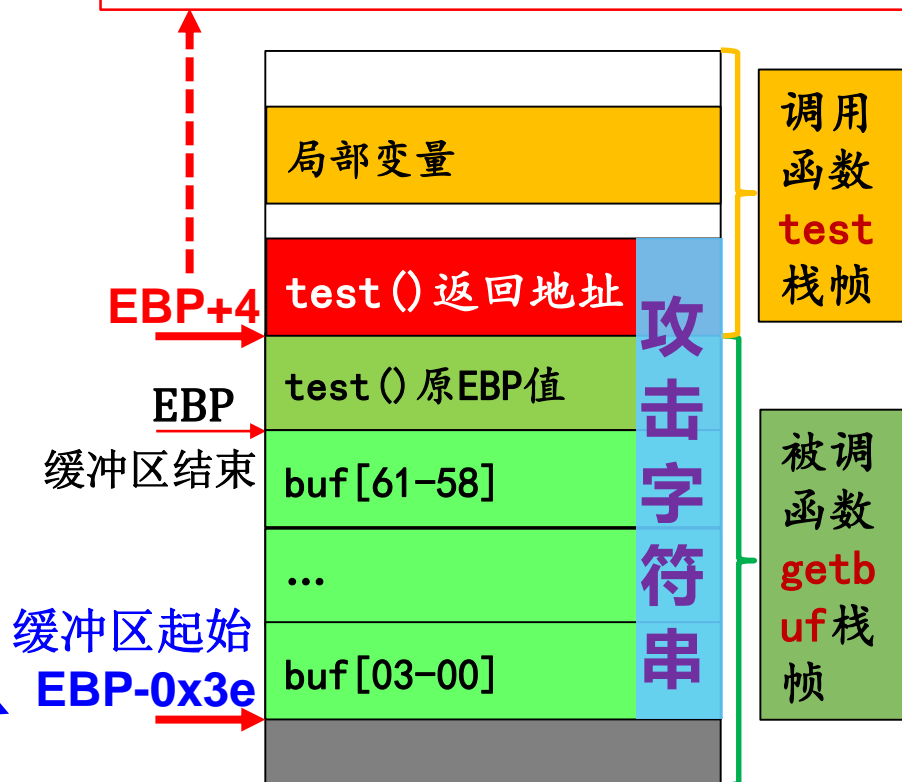 局部变量
调用
函数
test
栈帧
EBP+4
test()返回地址
攻
击
字
符
串
EBP
test()原EBP值
缓冲区结束
buf[61-58]
被调
函数
getb
uf栈
帧
...
缓冲区起始
EBP-0x3e
buf[03-00]